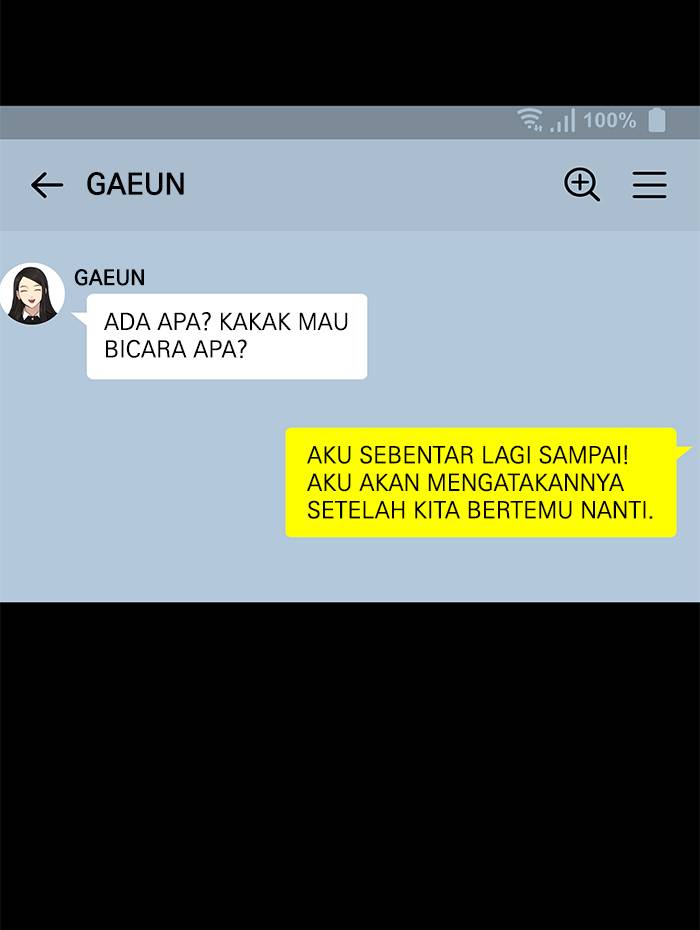 100%
GAEUN
GAEUN
ADA APA? KAKAK MAU
BICARA APA?
AKU SEBENTAR LAGI SAMPAI!
AKU AKAN MENGATAKANNYA
SETELAH KITA BERTEMU NANTI.